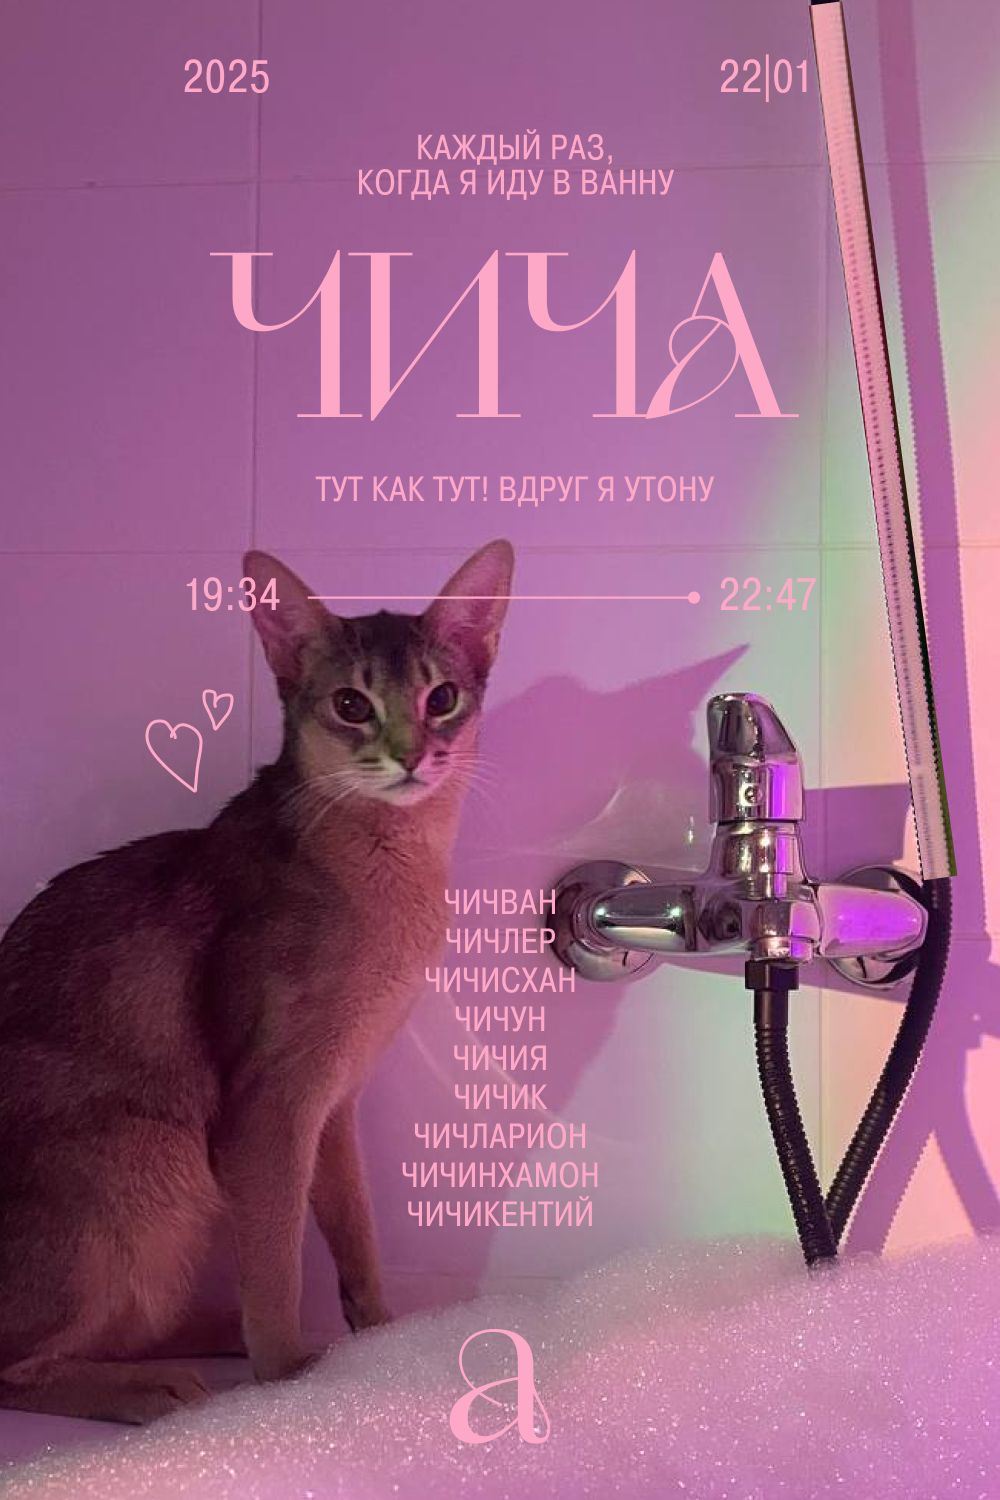 2025 22|01
КАЖДЫЙ РАЗ,
КОГДА Я ИДУ В ВАННУ
ЧИЧА
ТУТ КАК ТУТ! ВДРУГ Я УТОНУ
19:34 22:47
ЧИЧВАН
ЧИЧЛЕР
ЧИЧИСХАН
ЧИЧУН
ЧИЧИЯ
ЧИЧИК
ЧИЧЛАРИОН
ЧИЧИНХАМОН
ЧИЧИКЕНТИЙ
a